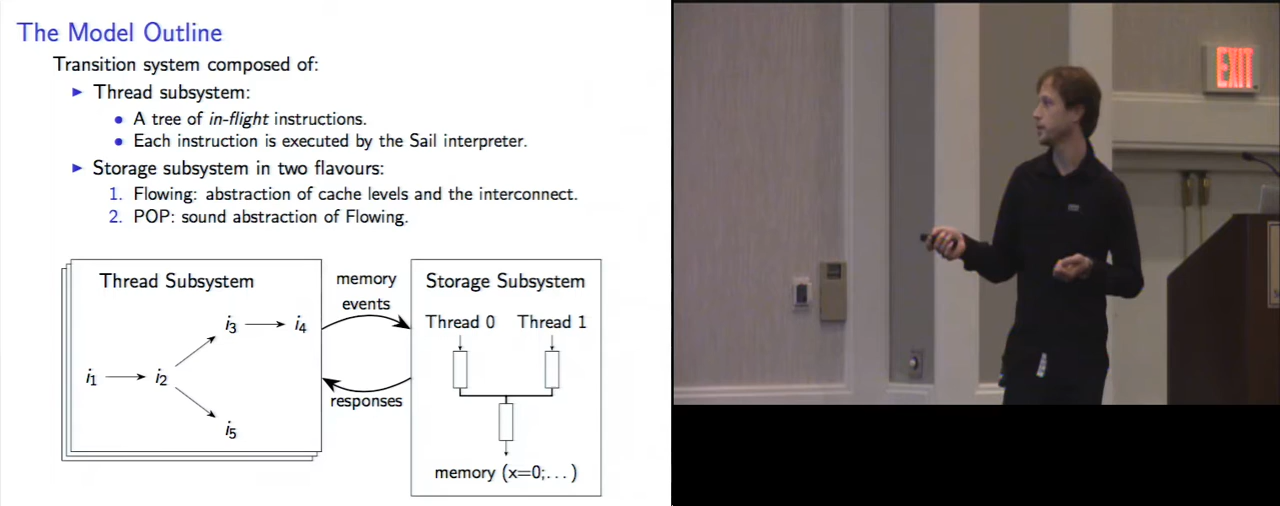 The Model Outline
Transition system composed of:
Thread subsystem:
A tree of in-flight instructions.
Each instruction is executed by the Sail interpreter.
Storage subsystem in two flavours:
1. Flowing: abstraction of cache levels and the interconnect.
2. POP: sound abstraction of Flowing.
Thread Subsystem
i1
i2
i3
i4
i5
memory
events
responses
Storage Subsystem
Thread 0 Thread 1
memory (x=0;...)
EXIT